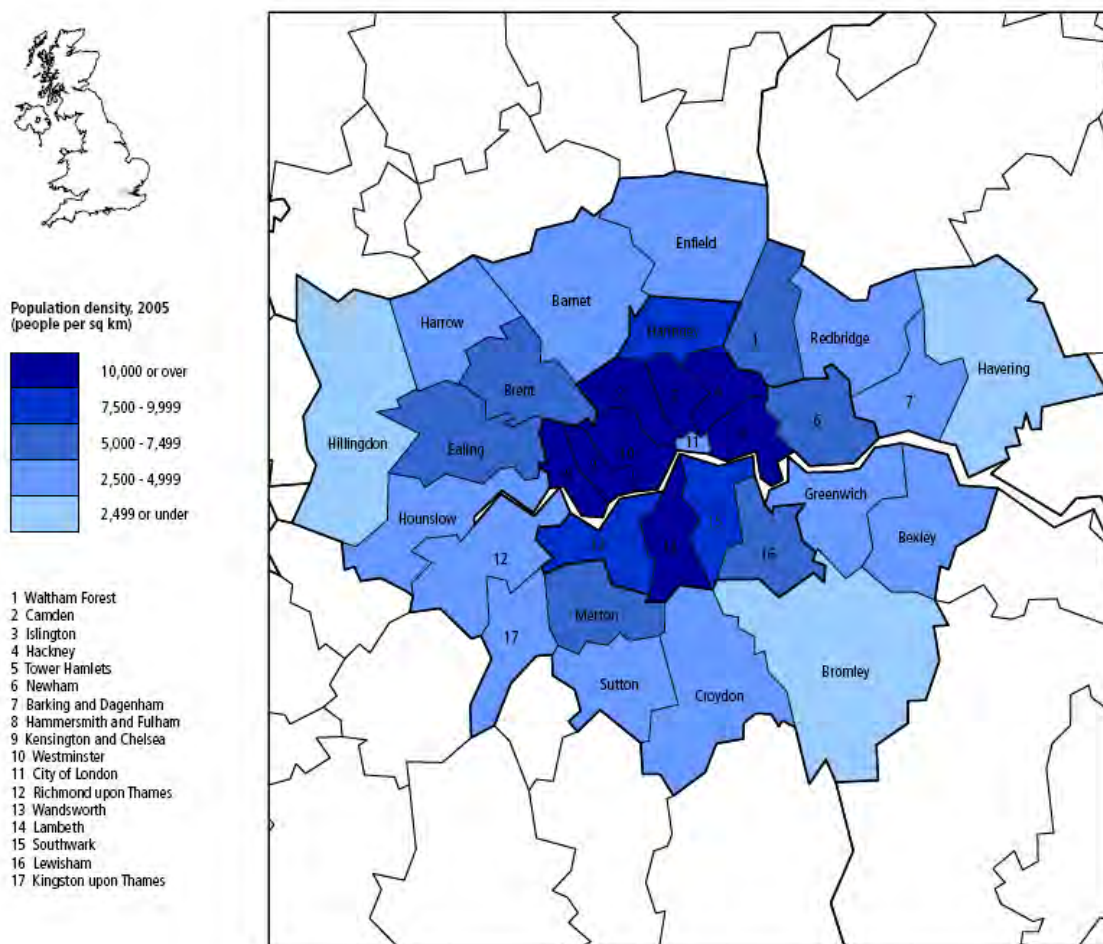 Population density, 2005
(people per sq km)
10,000 or over
7,500 - 9,999
5,000 - 7,499
2,500 - 4,999
2,499 or under
1 Waltham Forest
2 Camden
3 Islington
4 Hackney
5 Tower Hamlets
6 Newham
7 Barking and Dagenham
8 Hammersmith and Fulham
9 Kensington and Chelsea
10 Westminster
11 City of London
12 Richmond upon Thames
13 Wandsworth
14 Lambeth
15 Southwark
16 Lewisham
17 Kingston upon Thames
Enfield
Barnet
Harrow
1
Redbridge
Havering
Brent
7
6
Hillingdon
Ealing
11
10
Greenwich
Hounslow
Bexley
12
16
Merton
17
Bromley
Sutton
Croydon